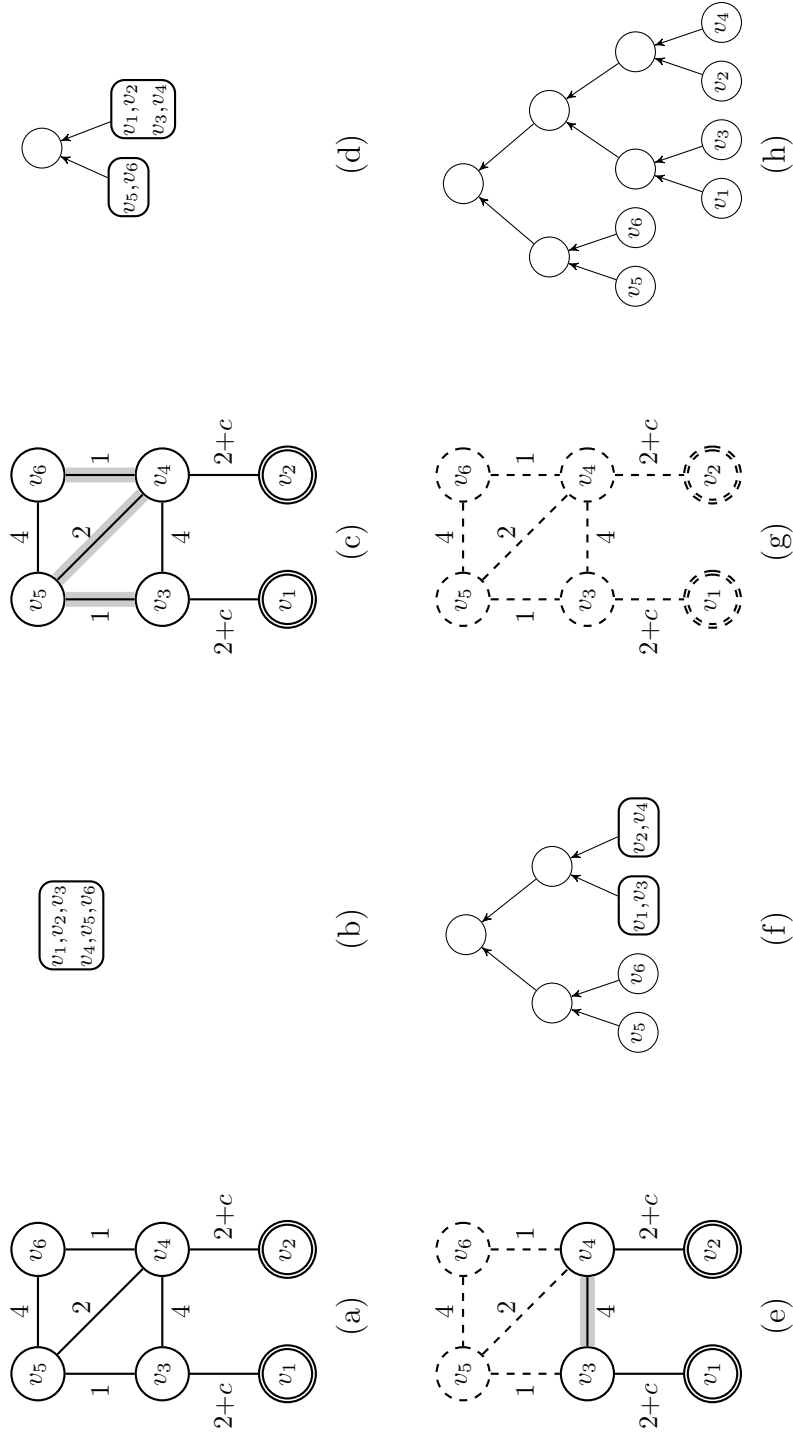 v₅ 4 v₆
1 2 1
v₃ 4 v₄
2+c 2+c
v₁ v₂
(a)
v₁,v₂,v₃
v₄,v₅,v₆
(b)
v₅ 4 v₆
1 2 1
v₃ 4 v₄
2+c 2+c
v₁ v₂
(c)
v₅,v₆
v₁,v₂
v₃,v₄
(d)
v₅ 4 v₆
1 2 1
v₃ 4 v₄
2+c 2+c
v₁ v₂
(e)
v₅ v₆ v₁,v₃ v₂,v₄
(f)
v₅ 4 v₆
1 2 1
v₃ 4 v₄
2+c 2+c
v₁ v₂
(g)
v₅ v₆
v₁ v₃ v₂ v₄
(h)